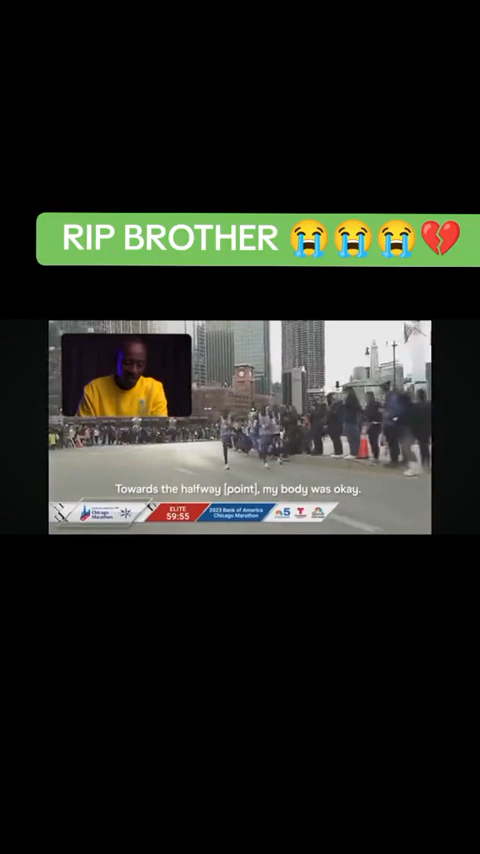 RIP BROTHER 😭😭😭💔
Towards the halfway [point], my body was okay.
Chicago
Marathon
ELITE
59:55
2023 Bank of America
Chicago Marathon
5